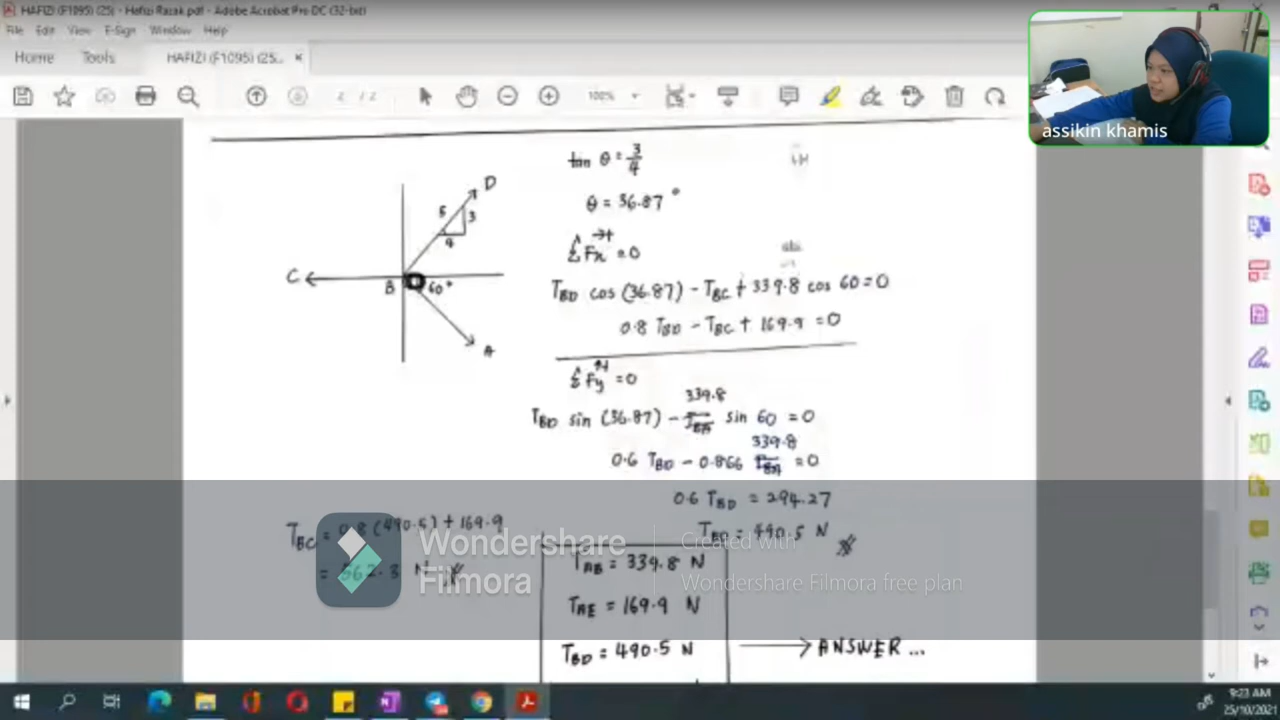 HAFIZI (F1095) (25) - Hafizi Razak.pdf - Adobe Acrobat Pro DC (32-bit)
File Edit View E-Sign Window Help
Home Tools HAFIZI (F1095) (25... ×
2 / 2 100%
assikin khamis
tan θ = 3/4
θ = 36.87°
ΣFx = 0
T_BD cos (36.87) - T_BC + 339.8 cos 60 = 0
0.8 T_BD - T_BC + 169.9 = 0
D
5
3
4
C
B
60°
A
ΣFy = 0
339.8
T_BD sin (36.87) - T_BA sin 60 = 0
339.8
0.6 T_BD - 0.866 T_BA = 0
0.6 T_BD = 294.27
T_BD = 490.5 N
T_BC = 0.8 (490.5) + 169.9
= 562.3 N
Wondershare
Filmora
Created with
Wondershare Filmora free plan
T_AB = 339.8 N
T_AE = 169.9 N
T_BD = 490.5 N → ANSWER...
9:23 AM
25/10/2021